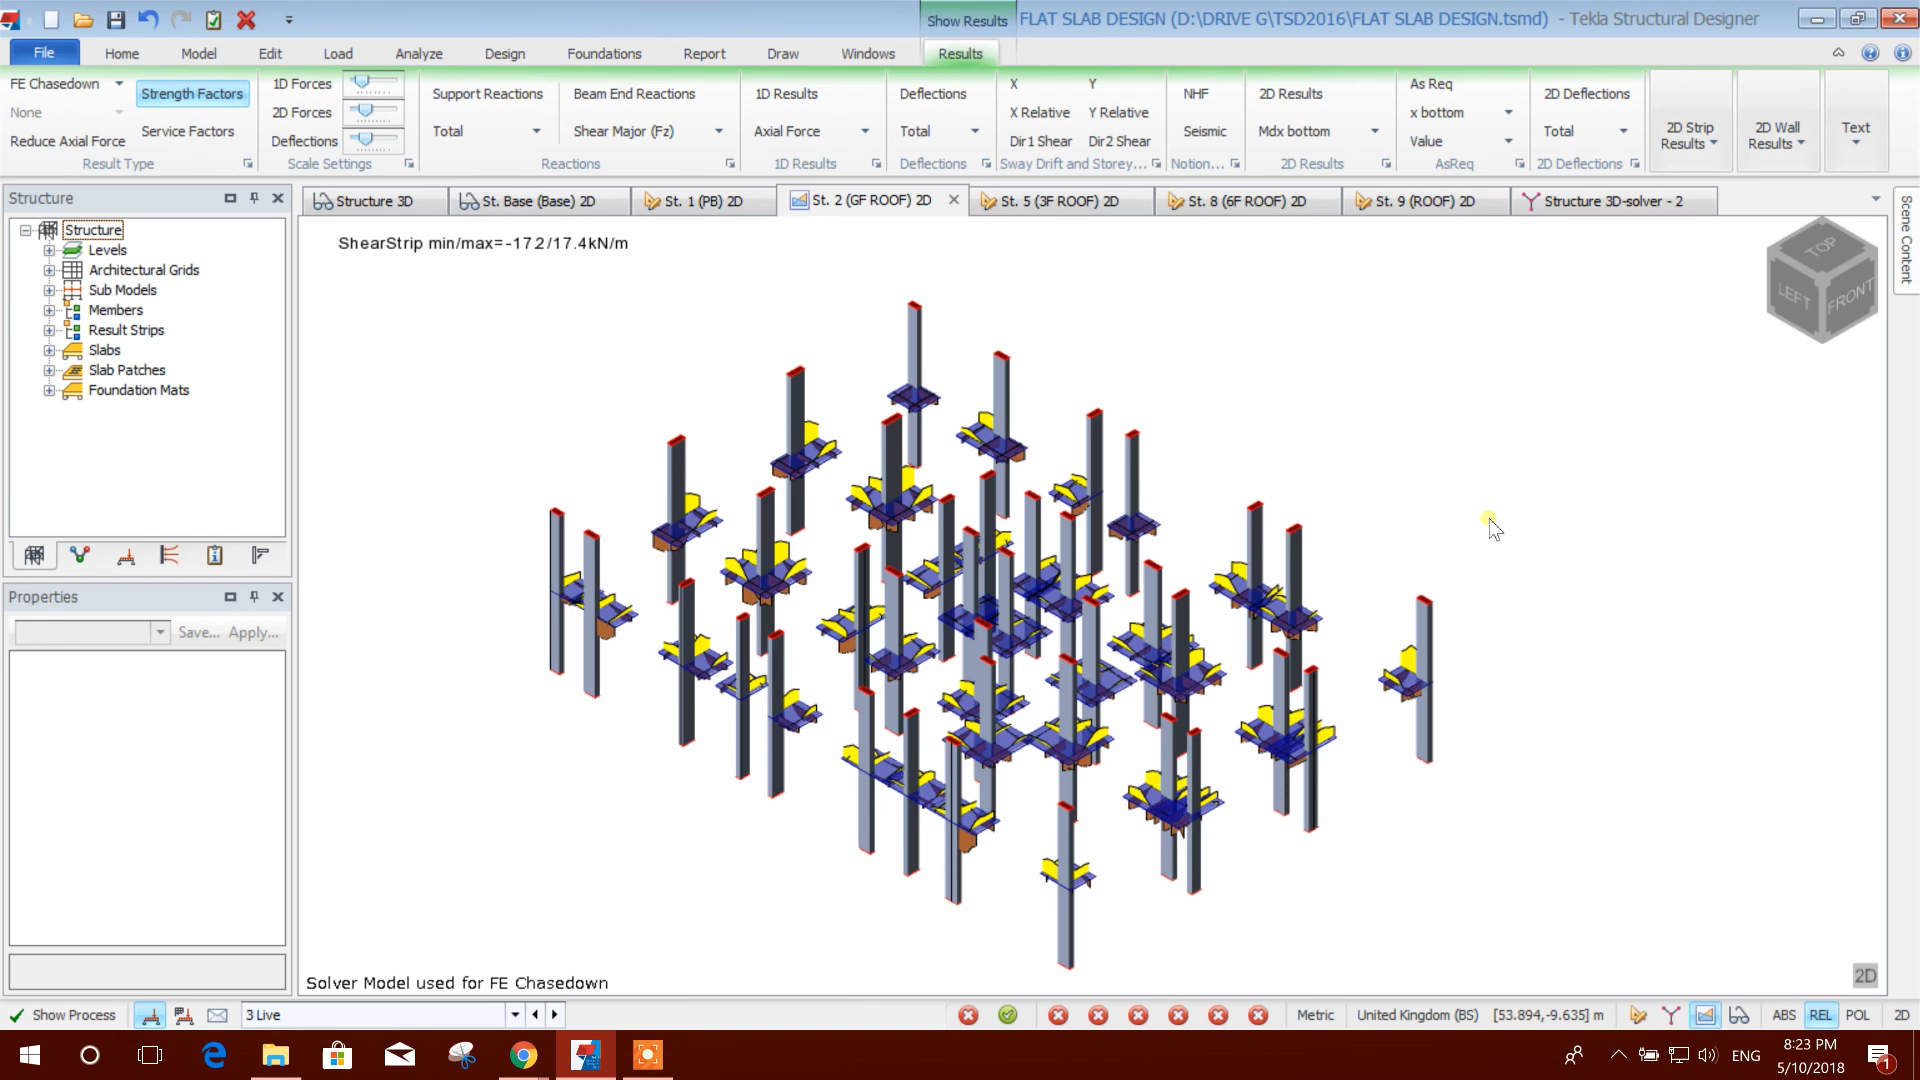 Show Results
FLAT SLAB DESIGN (D:\DRIVE G\TSD2016\FLAT SLAB DESIGN.tsmd) - Tekla Structural Designer
File Home Model Edit Load Analyze Design Foundations Report Draw Windows Results
FE Chasedown
None
Reduce Axial Force
Strength Factors
Service Factors
Result Type
1D Forces
2D Forces
Deflections
Scale Settings
Support Reactions
Total
Beam End Reactions
Shear Major (Fz)
Reactions
1D Results
Axial Force
1D Results
Deflections
Total
Deflections
X Y
X Relative Y Relative
Dir1 Shear Dir2 Shear
Sway Drift and Storey...
NHF
Seismic
Notion...
2D Results
Mdx bottom
2D Results
As Req
x bottom
Value
AsReq
2D Deflections
Total
2D Deflections
2D Strip
Results
2D Wall
Results
Text
Structure
Structure 3D
St. Base (Base) 2D
St. 1 (PB) 2D
St. 2 (GF ROOF) 2D
St. 5 (3F ROOF) 2D
St. 8 (6F ROOF) 2D
St. 9 (ROOF) 2D
Structure 3D-solver - 2
Scene Content
Structure
Levels
Architectural Grids
Sub Models
Members
Result Strips
Slabs
Slab Patches
Foundation Mats
ShearStrip min/max=-17.2/17.4kN/m
TOP
LEFT
FRONT
Properties
Save... Apply...
Solver Model used for FE Chasedown
2D
Show Process
3 Live
Metric
United Kingdom (BS)
[53.894,-9.635] m
ABS REL POL 2D
ENG
8:23 PM
5/10/2018
1